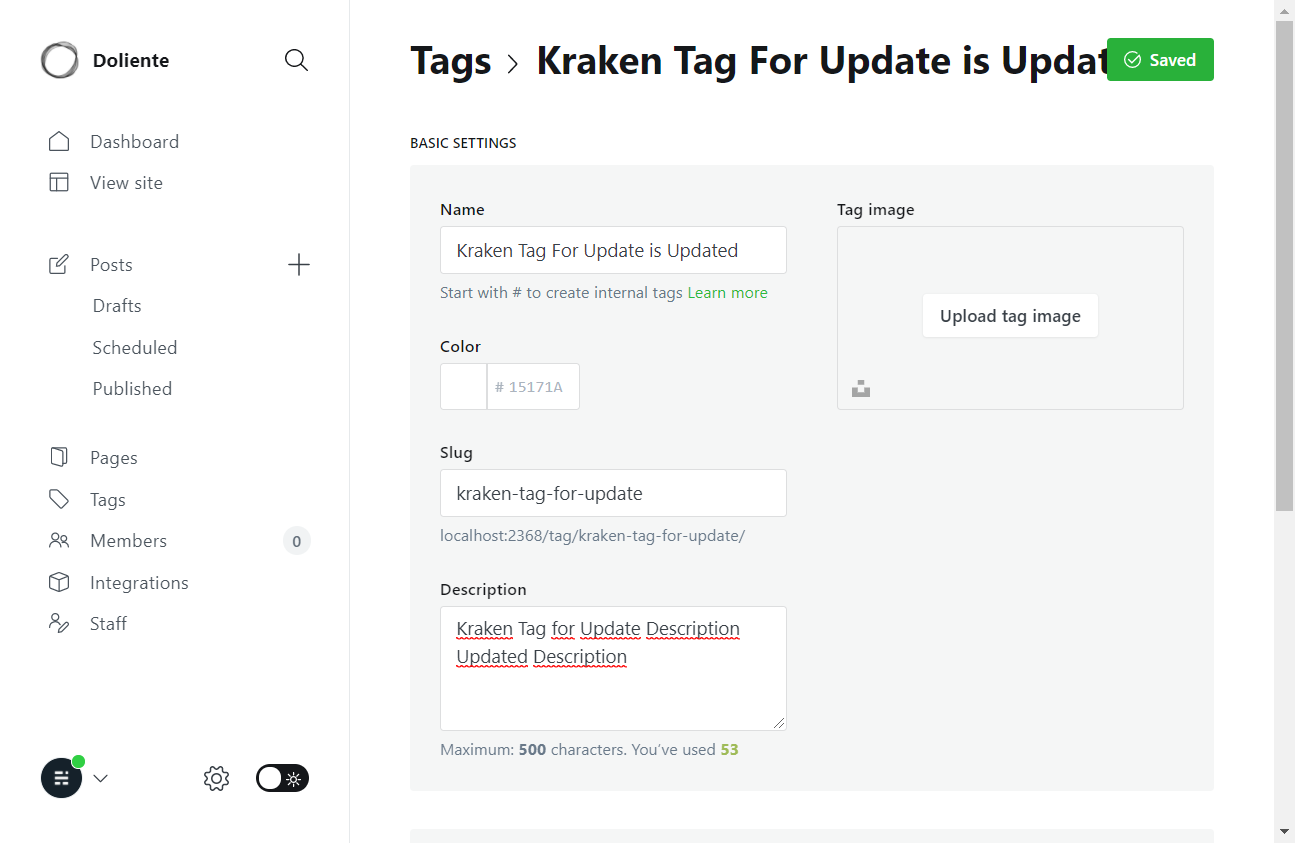 Doliente
Dashboard
View site
Posts
Drafts
Scheduled
Published
Pages
Tags
Members 0
Integrations
Staff
Tags Kraken Tag For Update is Updat
Saved
BASIC SETTINGS
Name
Kraken Tag For Update is Updated
Start with # to create internal tags Learn more
Color
# 15171A
Slug
kraken-tag-for-update
localhost:2368/tag/kraken-tag-for-update/
Description
Kraken Tag for Update Description
Updated Description
Maximum: 500 characters. You’ve used 53
Tag image
Upload tag image